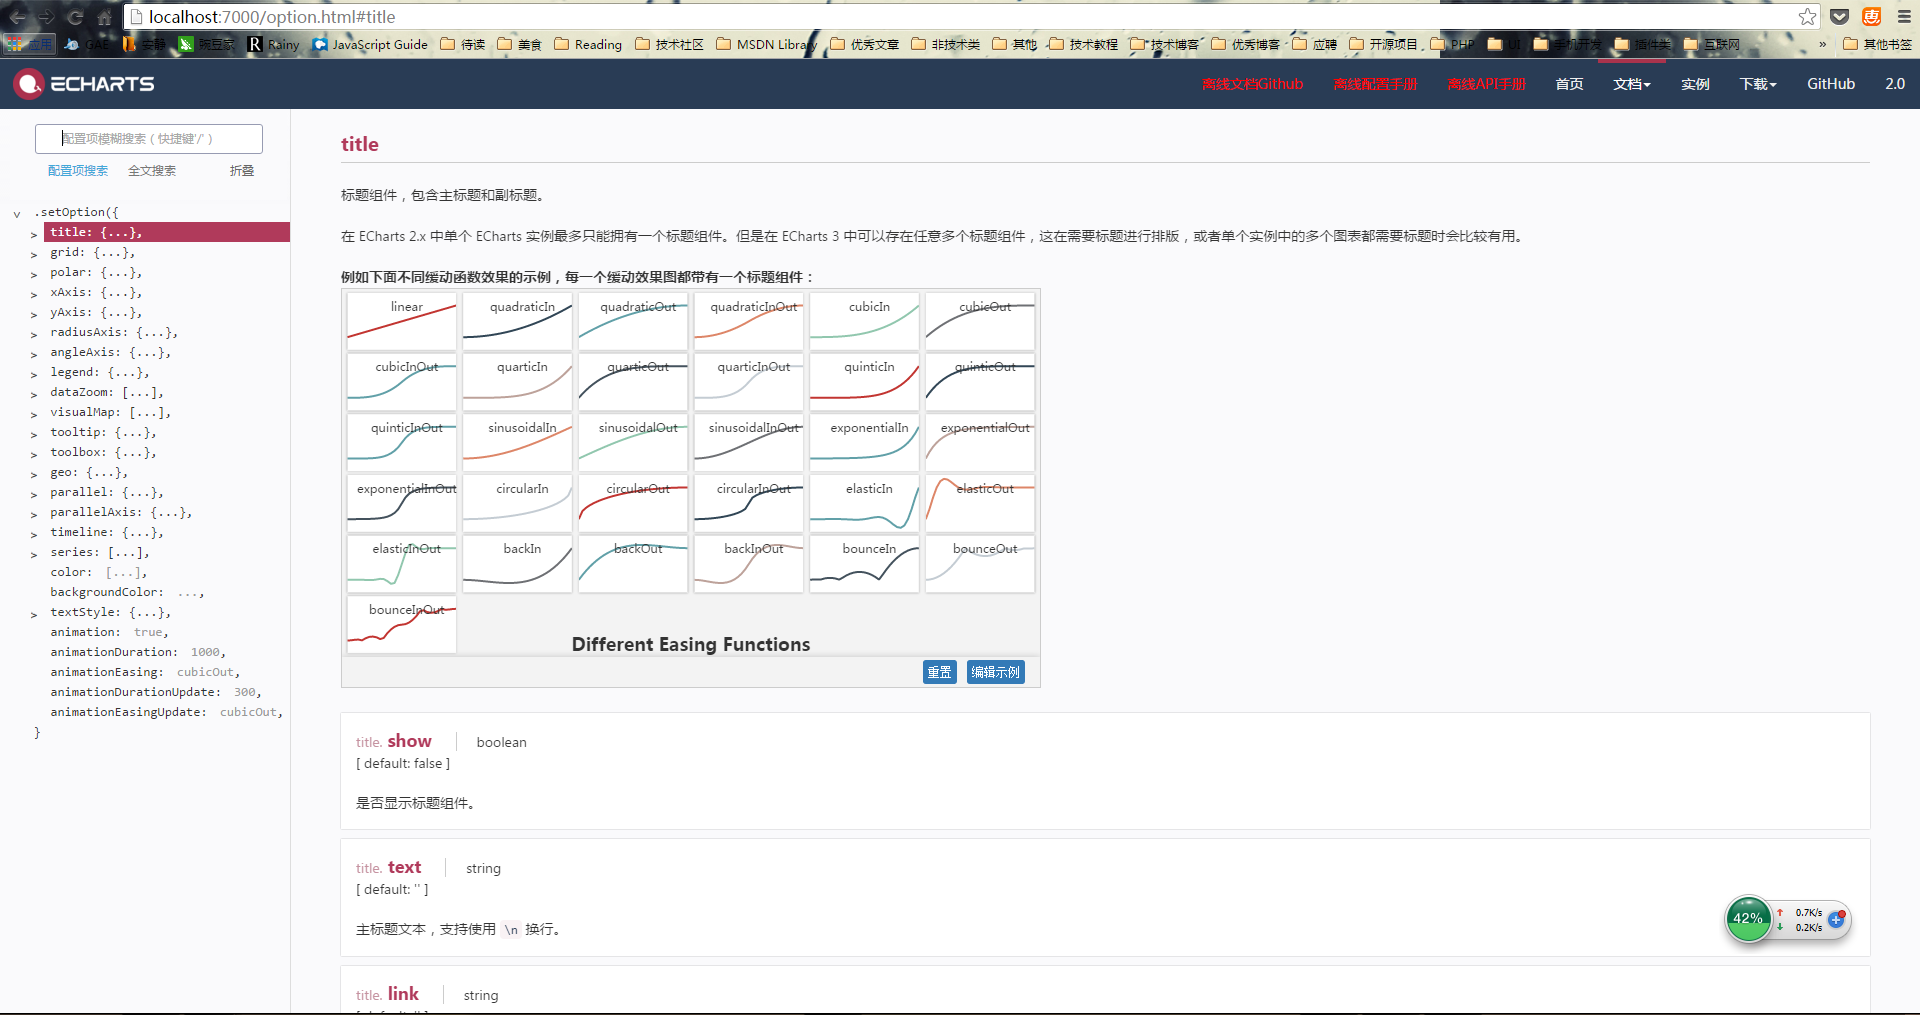 localhost:7000/option.html#title
应用 GAE 安静 豌豆家 Rainy JavaScript Guide 待读 美食 Reading 技术社区 MSDN Library 优秀文章 非技术类 其他 技术教程 技术博客 优秀博客 应聘 开源项目 PHP UI 手机开发 插件类 互联网 » 其他书签
ECHARTS 离线文档Github 离线配置手册 离线API手册 首页 文档 实例 下载 GitHub 2.0
配置项模糊搜索（快捷键'/'）
配置项搜索 全文搜索 折叠
v .setOption({
> title: {...},
> grid: {...},
> polar: {...},
> xAxis: {...},
> yAxis: {...},
> radiusAxis: {...},
> angleAxis: {...},
> legend: {...},
> dataZoom: [...],
> visualMap: [...],
> tooltip: {...},
> toolbox: {...},
> geo: {...},
> parallel: {...},
> parallelAxis: {...},
> timeline: {...},
> series: [...],
color: [...],
backgroundColor: ...,
> textStyle: {...},
animation: true,
animationDuration: 1000,
animationEasing: cubicOut,
animationDurationUpdate: 300,
animationEasingUpdate: cubicOut,
}
title
标题组件，包含主标题和副标题。
在 ECharts 2.x 中单个 ECharts 实例最多只能拥有一个标题组件。但是在 ECharts 3 中可以存在任意多个标题组件，这在需要标题进行排版，或者单个实例中的多个图表都需要标题时会比较有用。
例如下面不同缓动函数效果的示例，每一个缓动效果图都带有一个标题组件：
linear quadraticIn quadraticOut quadraticInOut cubicIn cubicOut
cubicInOut quarticIn quarticOut quarticInOut quinticIn quinticOut
quinticInOut sinusoidalIn sinusoidalOut sinusoidalInOut exponentialIn exponentialOut
exponentialInOut circularIn circularOut circularInOut elasticIn elasticOut
elasticInOut backIn backOut backInOut bounceIn bounceOut
bounceInOut
Different Easing Functions
重置 编辑示例
title. show boolean
[ default: false ]
是否显示标题组件。
title. text string
[ default: '' ]
主标题文本，支持使用 \n 换行。
title. link string
42% 0.7K/s
0.2K/s